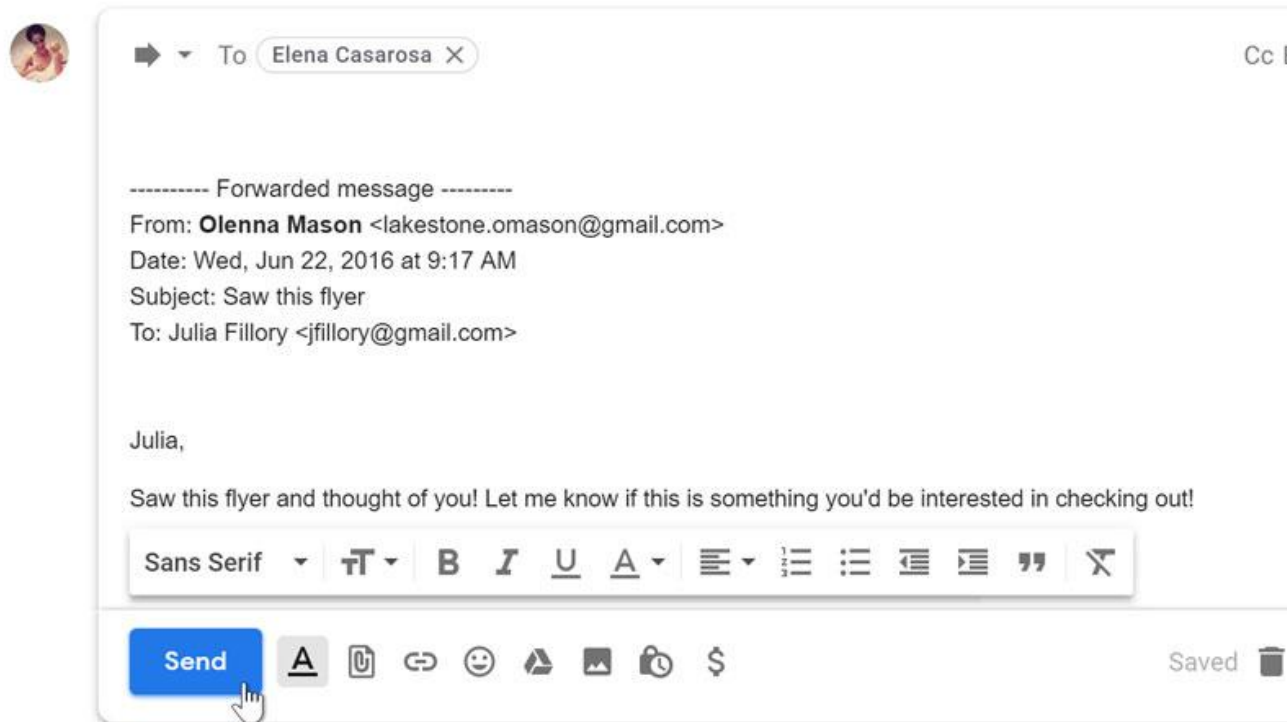 To Elena Casarosa
Cc
---------- Forwarded message ---------
From: Olenna Mason <lakestone.omason@gmail.com>
Date: Wed, Jun 22, 2016 at 9:17 AM
Subject: Saw this flyer
To: Julia Fillory <jfillory@gmail.com>
Julia,
Saw this flyer and thought of you! Let me know if this is something you'd be interested in checking out!
Sans Serif
Send
Saved